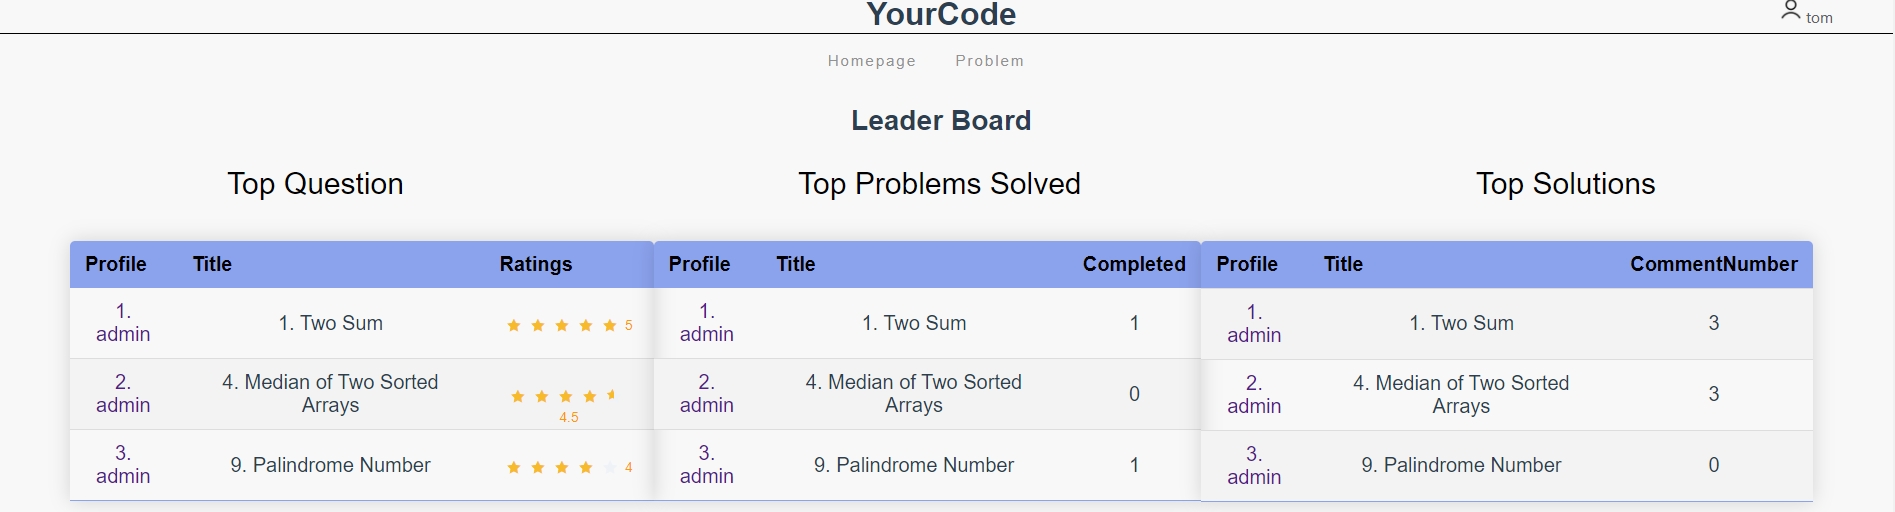 YourCode
tom
Homepage Problem
Leader Board
Top Question Top Problems Solved Top Solutions
Profile Title Ratings Profile Title Completed Profile Title CommentNumber
1. admin 1. Two Sum 5 1. admin 1. Two Sum 1 1. admin 1. Two Sum 3
2. admin 4. Median of Two Sorted Arrays 4.5 2. admin 4. Median of Two Sorted Arrays 0 2. admin 4. Median of Two Sorted Arrays 3
3. admin 9. Palindrome Number 4 3. admin 9. Palindrome Number 1 3. admin 9. Palindrome Number 0